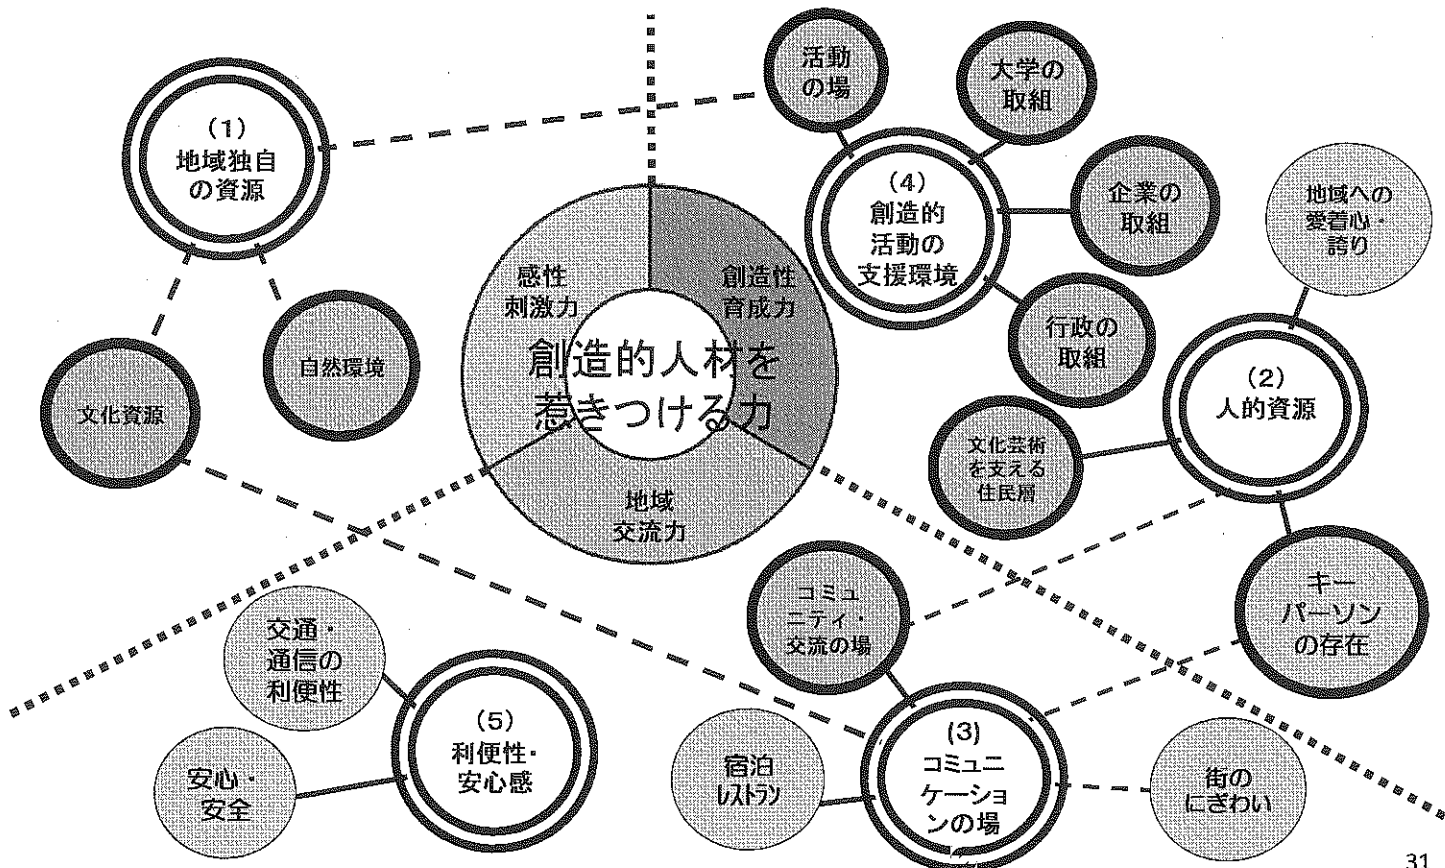 (1)
地域独自
の資源
文化資源
自然環境
感性
刺激力
創造性
育成力
地域
交流力
創造的人材を
惹きつける力
活動
の場
大学の
取組
(4)
創造的
活動の
支援環境
企業の
取組
行政の
取組
地域への
愛着心・
誇り
(2)
人的資源
文化芸術
を支える
住民層
キー
パーソン
の存在
コミュ
ニティ・
交流の場
(3)
コミュニ
ケーショ
ンの場
宿泊
レストラン
街の
にぎわい
交通・
通信の
利便性
(5)
利便性・
安心感
安心・
安全
31